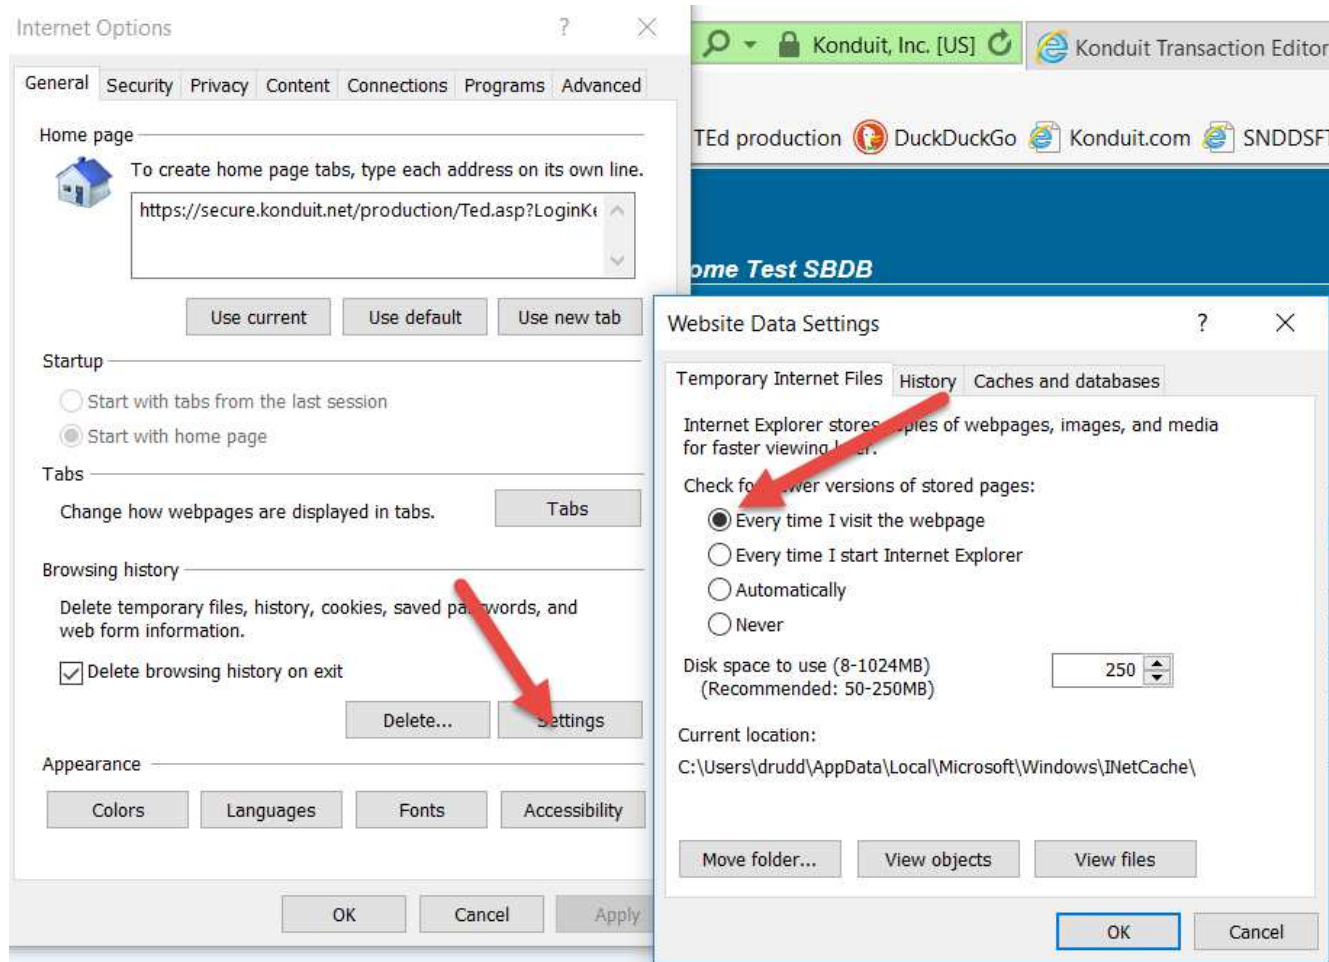 Internet Options
General Security Privacy Content Connections Programs Advanced
Home page
To create home page tabs, type each address on its own line.
https://secure.konduit.net/production/Ted.asp?LoginKe
Use current Use default Use new tab
Startup
Start with tabs from the last session
Start with home page
Tabs
Change how webpages are displayed in tabs.
Tabs
Browsing history
Delete temporary files, history, cookies, saved passwords, and
web form information.
Delete browsing history on exit
Delete... Settings
Appearance
Colors Languages Fonts Accessibility
OK Cancel Apply
Konduit, Inc. [US] Konduit Transaction Editor
TEd production DuckDuckGo Konduit.com SNDDSFT
ome Test SBDB
Website Data Settings ?
Temporary Internet Files History Caches and databases
Internet Explorer stores copies of webpages, images, and media
for faster viewing later.
Check for newer versions of stored pages:
Every time I visit the webpage
Every time I start Internet Explorer
Automatically
Never
Disk space to use (8-1024MB) 250
(Recommended: 50-250MB)
Current location:
C:\Users\drudd\AppData\Local\Microsoft\Windows\INetCache\
Move folder... View objects View files
OK Cancel